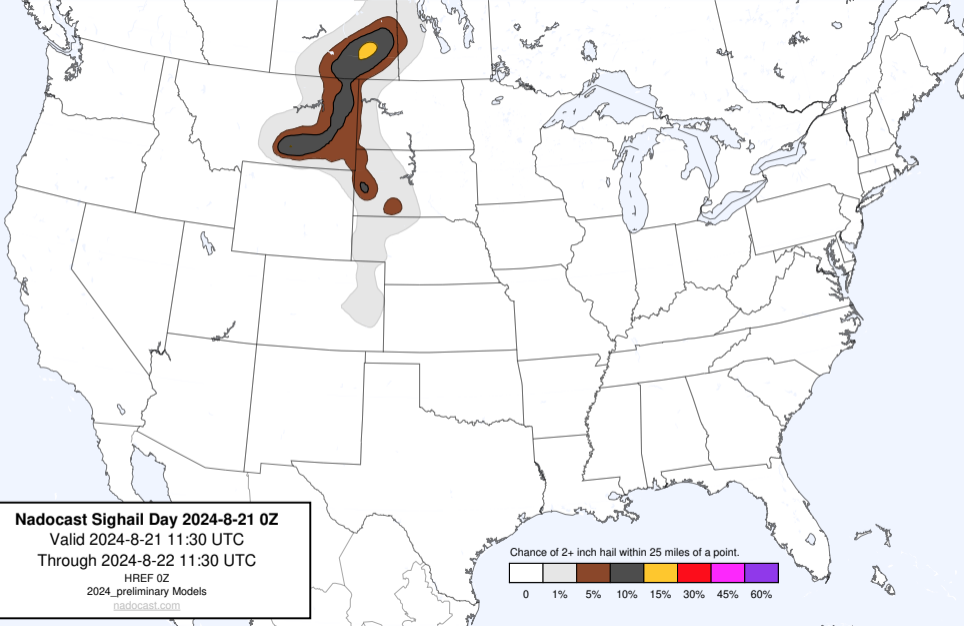 Nadocast Sighail Day 2024-8-21 0Z
Valid 2024-8-21 11:30 UTC
Through 2024-8-22 11:30 UTC
HREF 0Z
2024_preliminary Models
nadocast.com
Chance of 2+ inch hail within 25 miles of a point.
0 1% 5% 10% 15% 30% 45% 60%